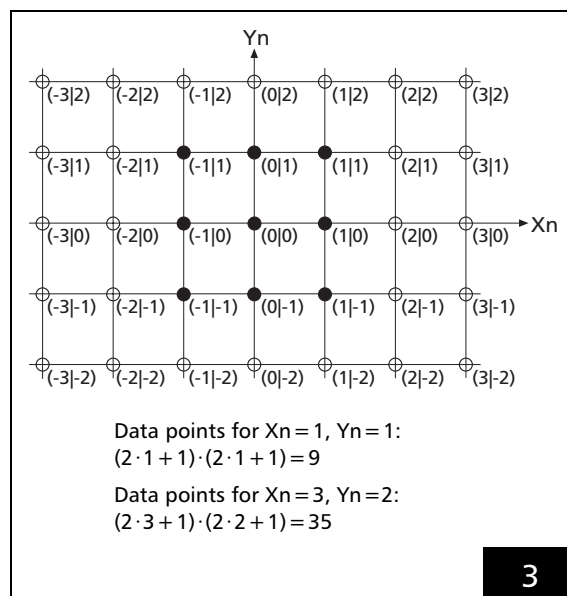 Yn
(-3|2) (-2|2) (-1|2) (0|2) (1|2) (2|2) (3|2)
(-3|1) (-2|1) (-1|1) (0|1) (1|1) (2|1) (3|1)
Xn
(-3|0) (-2|0) (-1|0) (0|0) (1|0) (2|0) (3|0)
(-3|-1) (-2|-1) (-1|-1) (0|-1) (1|-1) (2|-1) (3|-1)
(-3|-2) (-2|-2) (-1|-2) (0|-2) (1|-2) (2|-2) (3|-2)
Data points for Xn=1, Yn=1:
(2·1+1)·(2·1+1)=9
Data points for Xn=3, Yn=2:
(2·3+1)·(2·2+1)=35
3